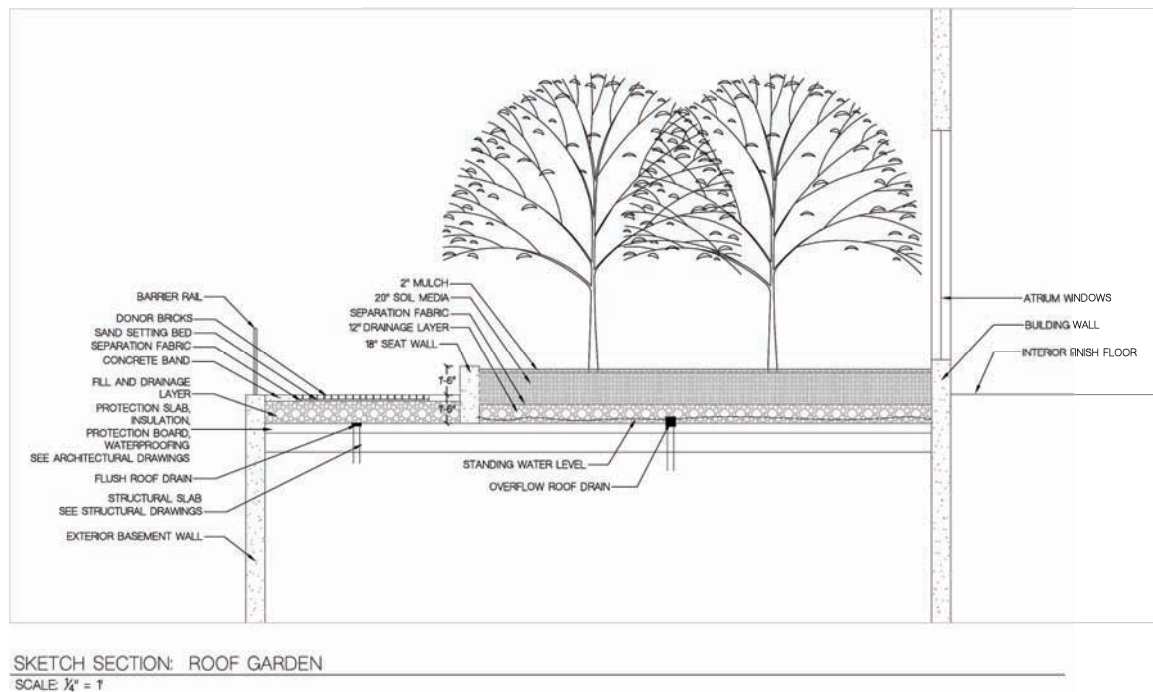 2" MULCH
20" SOIL MEDIA
SEPARATION FABRIC
12" DRAINAGE LAYER
18" SEAT WALL
BARRIER RAIL
DONOR BRICKS
SAND SETTING BED
SEPARATION FABRIC
CONCRETE BAND
FILL AND DRAINAGE
LAYER
PROTECTION SLAB,
INSULATION,
PROTECTION BOARD,
WATERPROOFING
SEE ARCHITECTURAL DRAWINGS
FLUSH ROOF DRAIN
STRUCTURAL SLAB
SEE STRUCTURAL DRAWINGS
EXTERIOR BASEMENT WALL
1'-6"
1'-6"
STANDING WATER LEVEL
OVERFLOW ROOF DRAIN
ATRIUM WINDOWS
BUILDING WALL
INTERIOR FINISH FLOOR
SKETCH SECTION: ROOF GARDEN
SCALE: ¼" = 1'